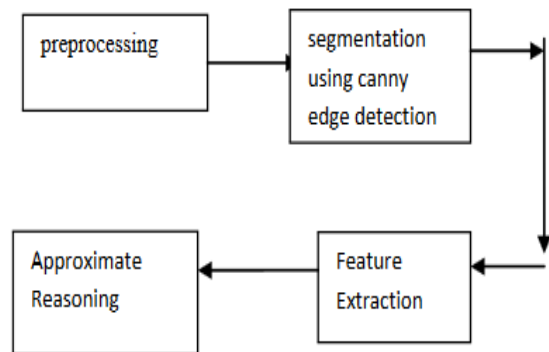 preprocessing
segmentation
using canny
edge detection
Feature
Extraction
Approximate
Reasoning